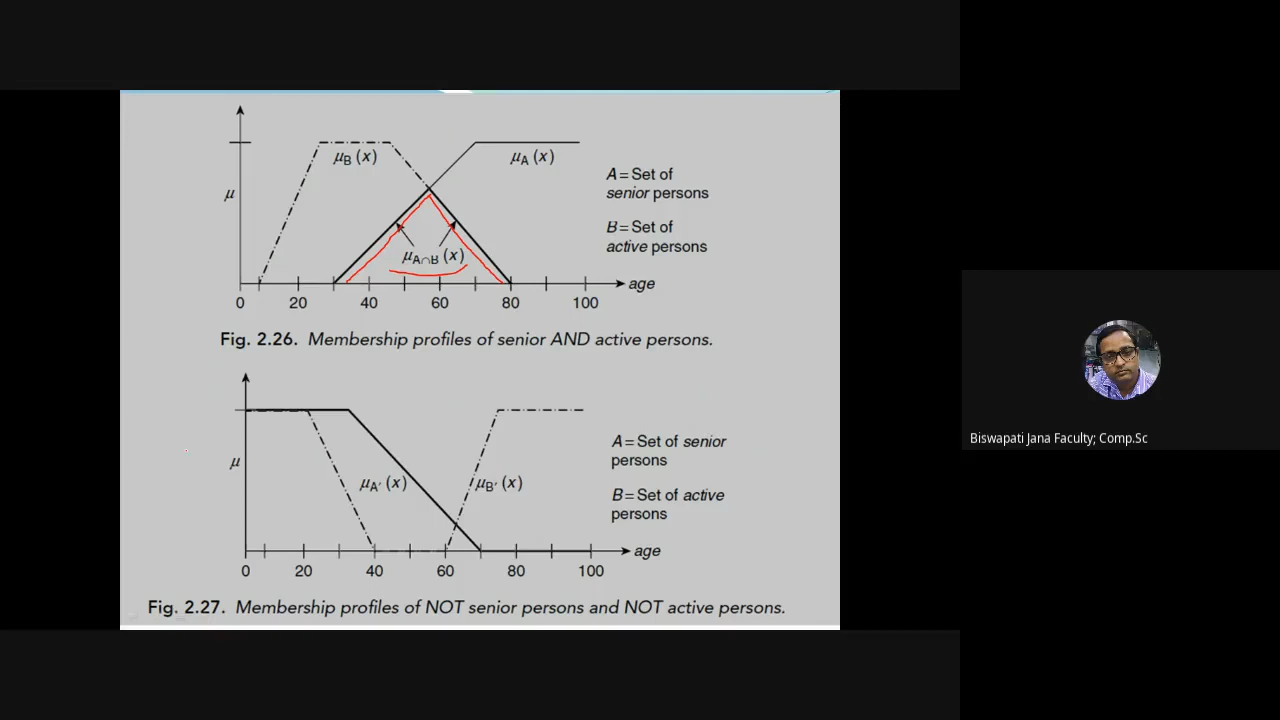 μB (x)
μA (x)
μ
A = Set of
senior persons
B = Set of
active persons
μA∩B (x)
age
0 20 40 60 80 100
Fig. 2.26. Membership profiles of senior AND active persons.
μ
μA′ (x)
μB′ (x)
A = Set of senior
persons
B = Set of active
persons
age
0 20 40 60 80 100
Fig. 2.27. Membership profiles of NOT senior persons and NOT active persons.
Biswapati Jana Faculty; Comp.Sc